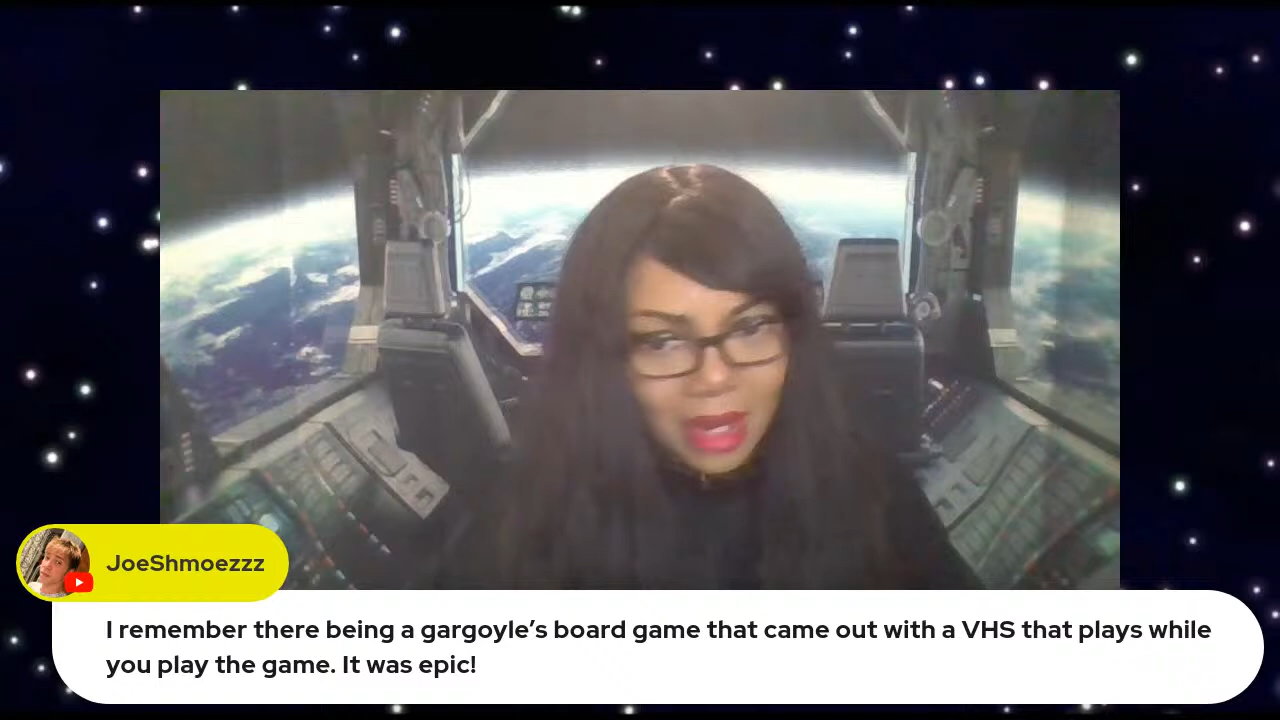 JoeShmoezzz
I remember there being a gargoyle’s board game that came out with a VHS that plays while
you play the game. It was epic!